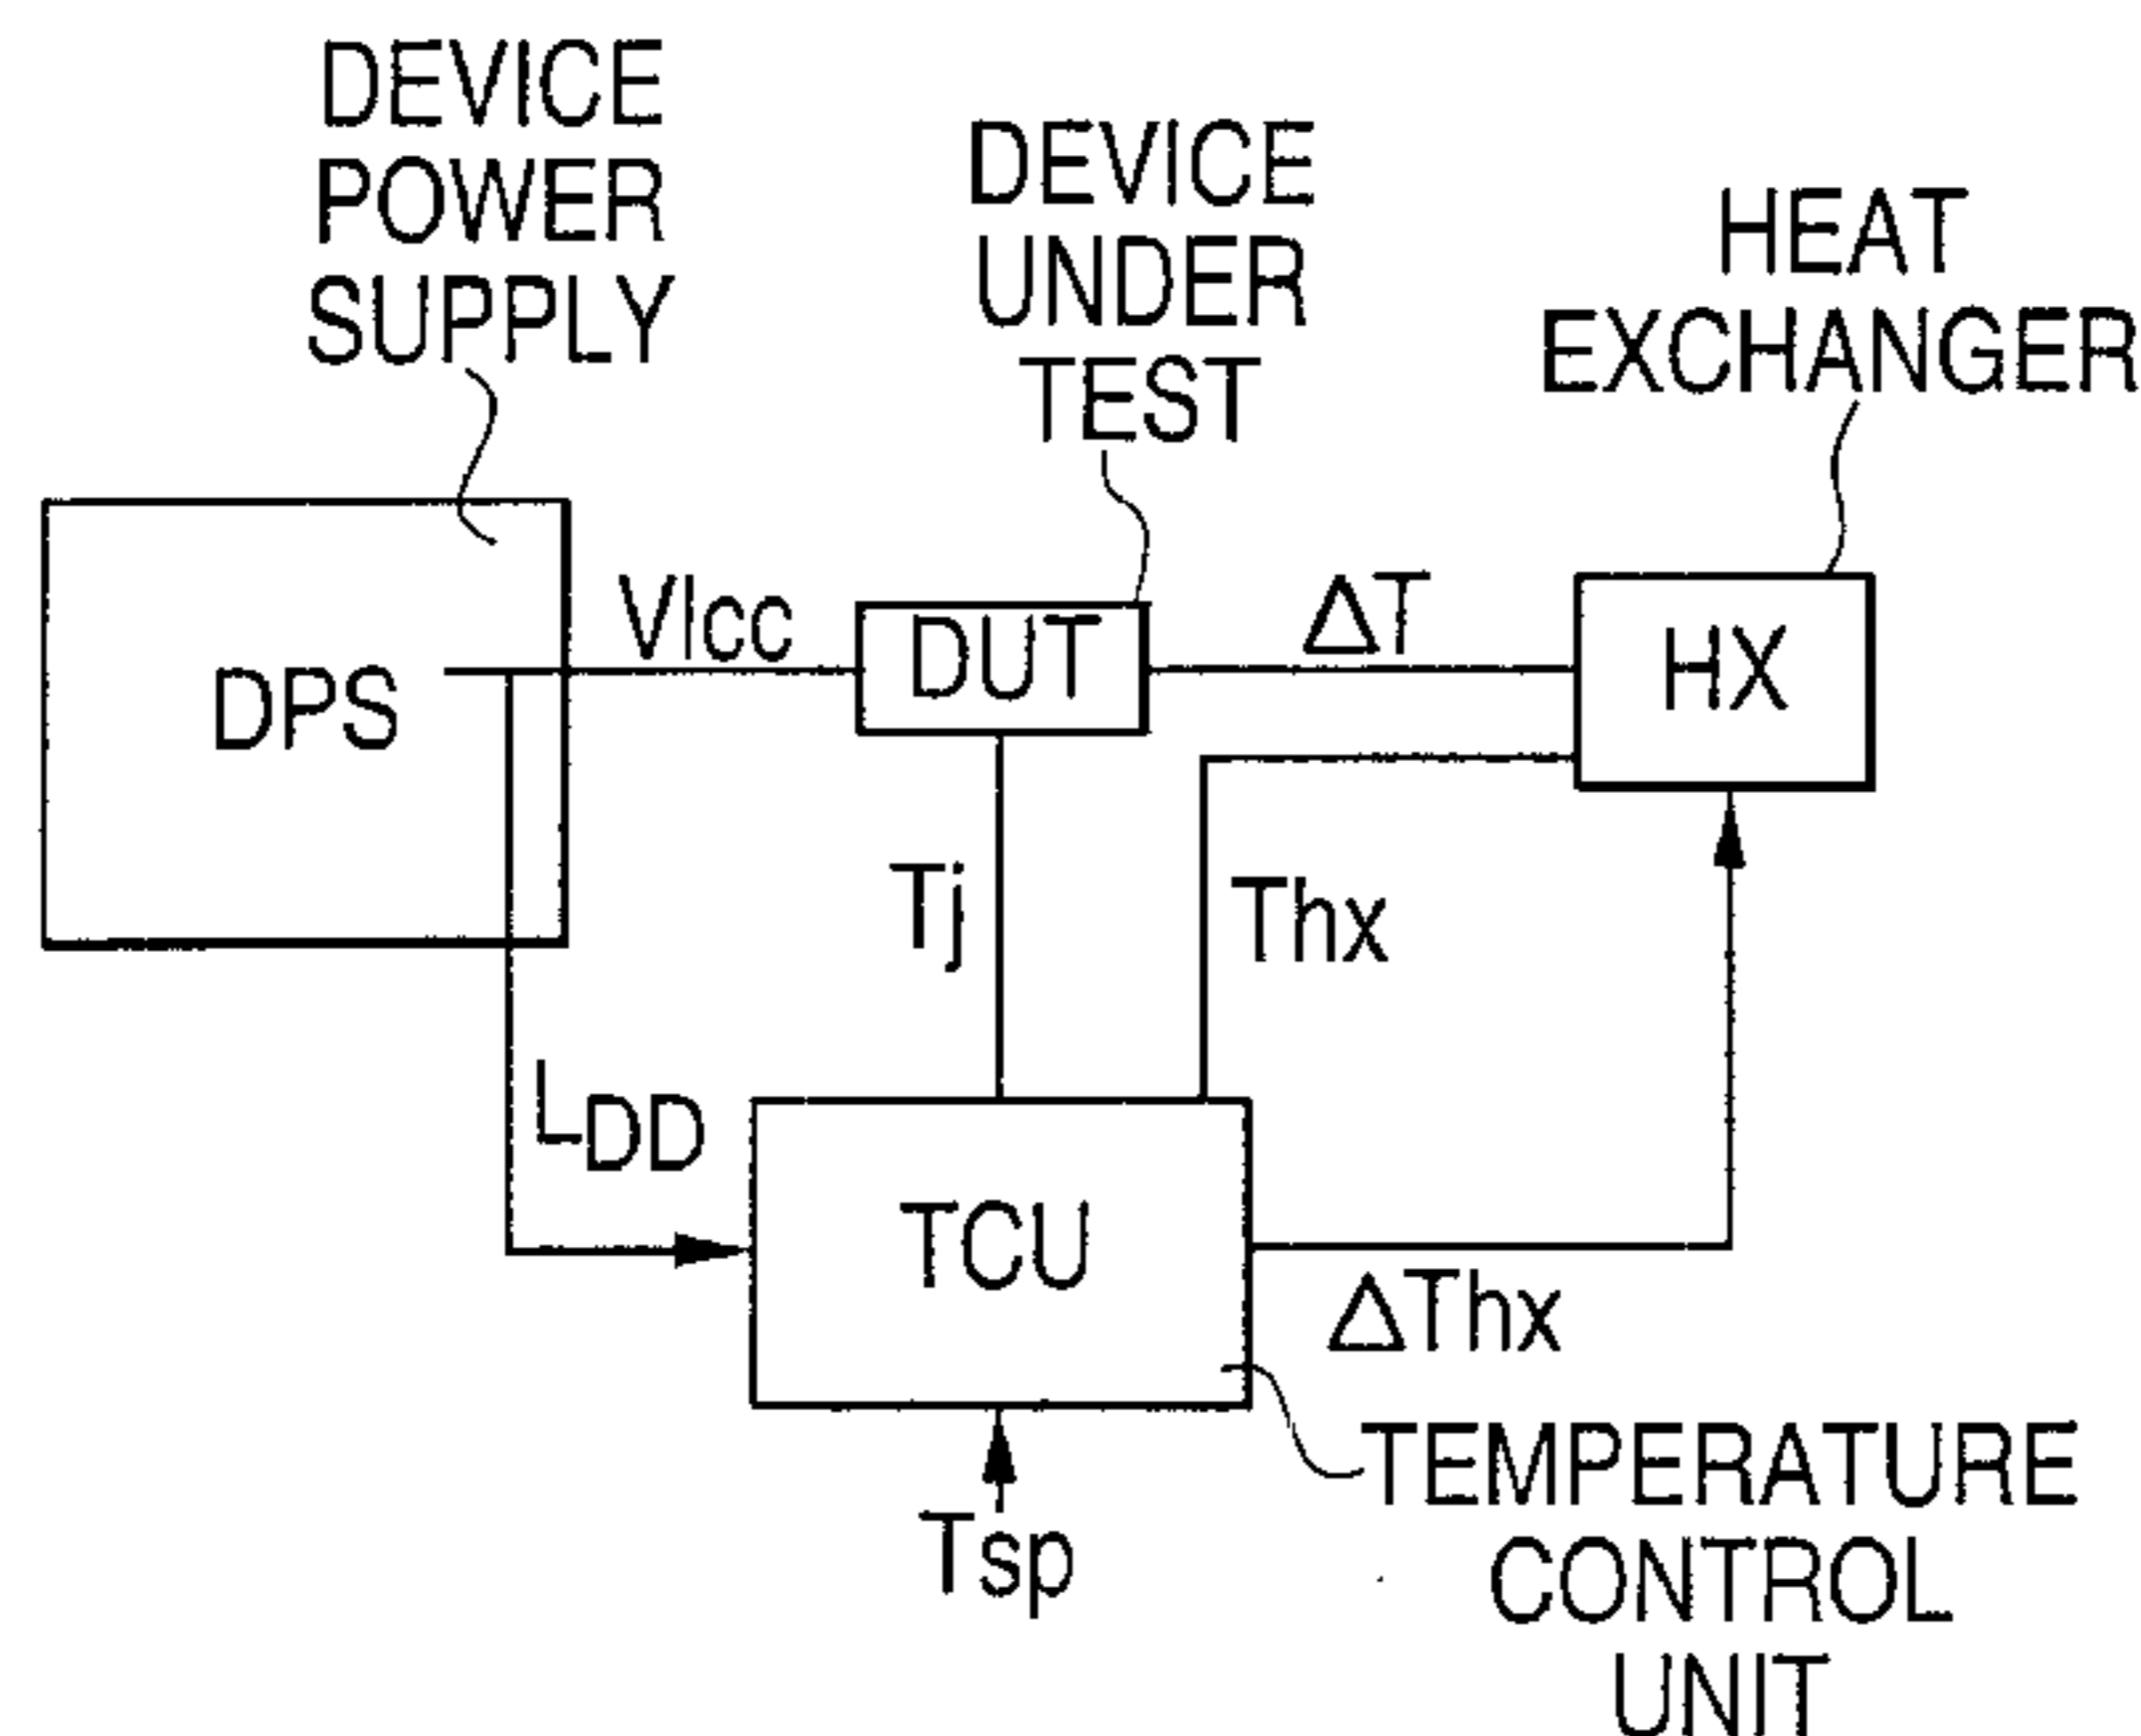 DEVICE
POWER
SUPPLY
DEVICE
UNDER
TEST
HEAT
EXCHANGER
DPS
VIcc
DUT
ΔT
HX
Tj
Thx
LDD
TCU
ΔThx
Tsp
TEMPERATURE
CONTROL
UNIT